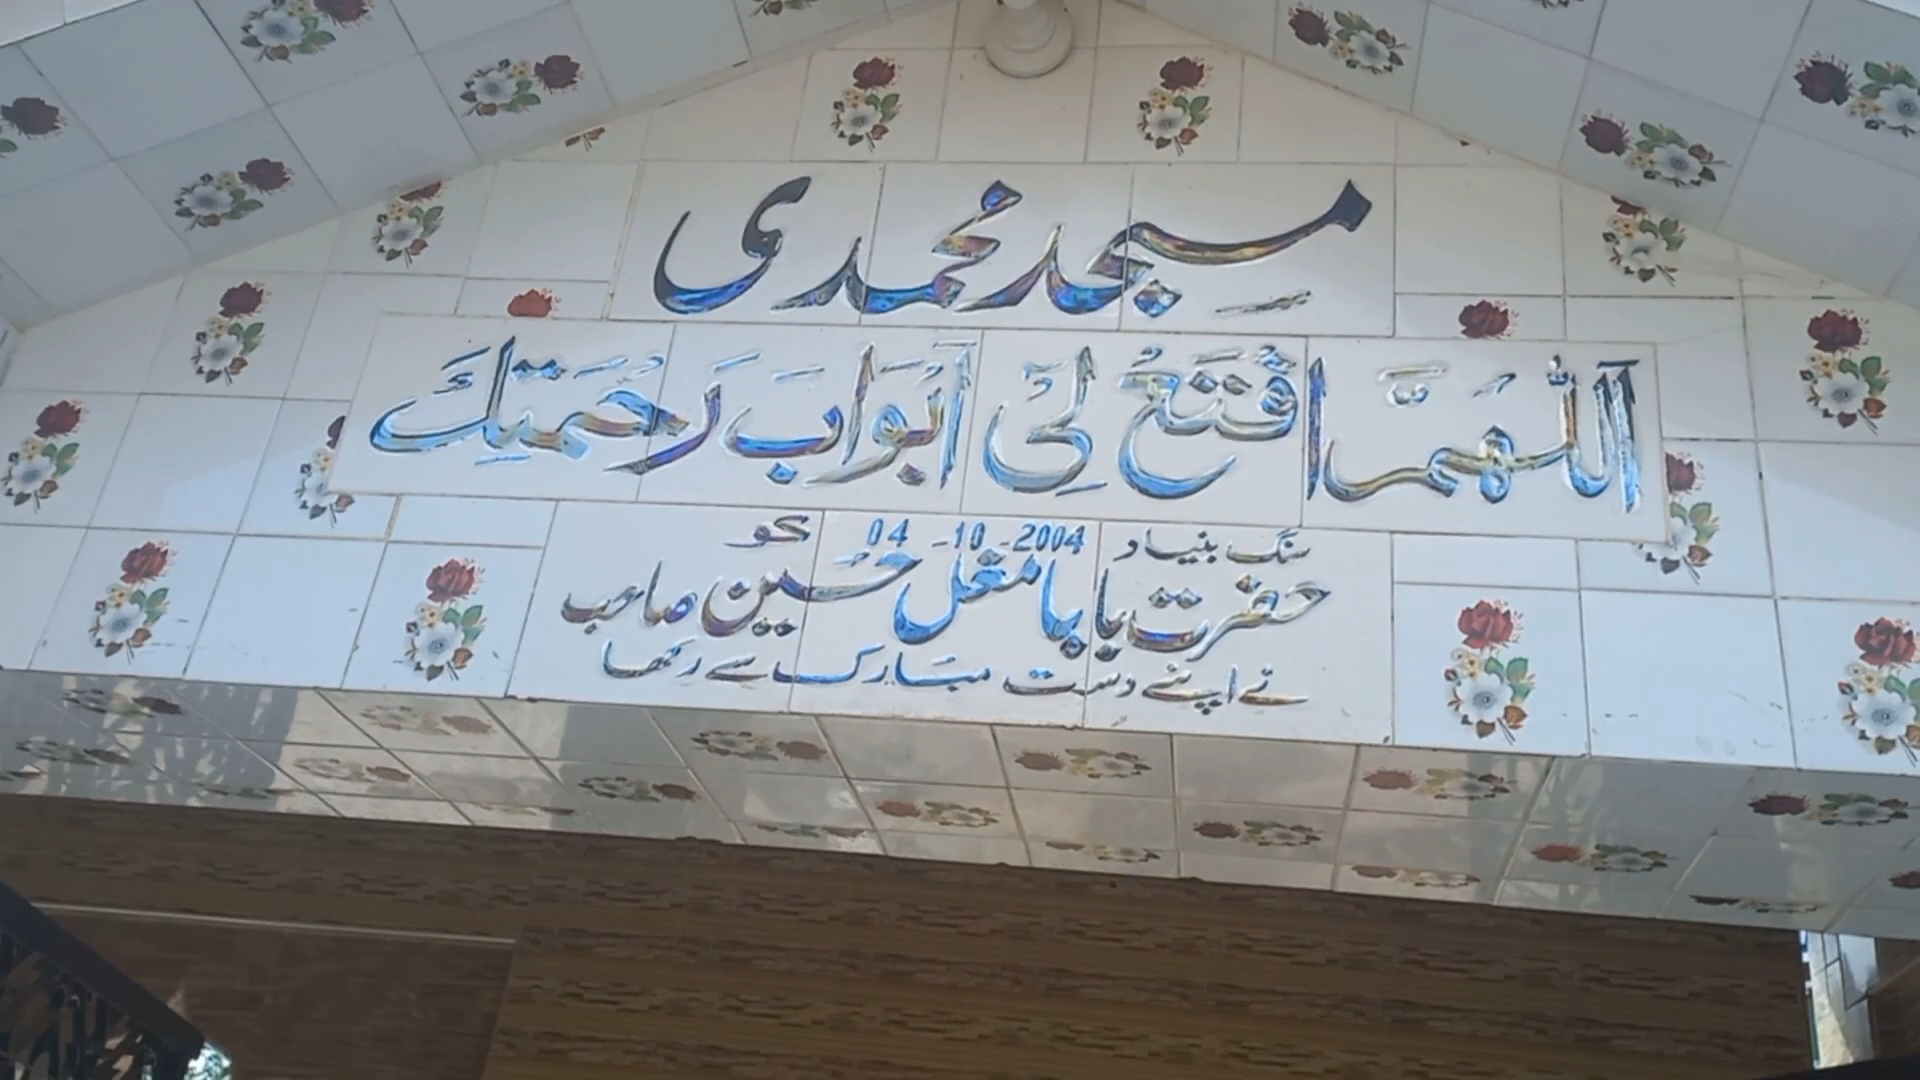 مسجد محمدی
اَللّٰهُمَّ افْتَحْ لِیْ اَبْوَابَ رَحْمَتِكَ
سنگ بنیاد 2004-10-04 کو
حضرت بابا مغل حُسین صاحب
نے اپنے دست مبارک سے رکھا